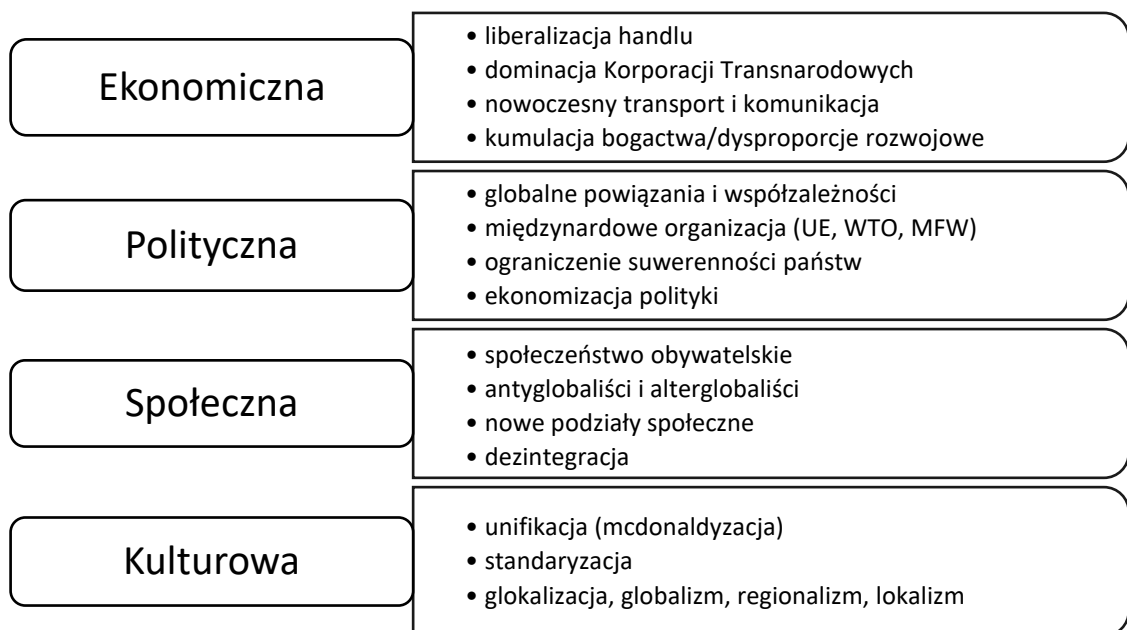 Ekonomiczna
• liberalizacja handlu
• dominacja Korporacji Transnarodowych
• nowoczesny transport i komunikacja
• kumulacja bogactwa/dysproporcje rozwojowe
Polityczna
• globalne powiązania i współzależności
• międzynardowe organizacja (UE, WTO, MFW)
• ograniczenie suwerenności państw
• ekonomizacja polityki
Społeczna
• społeczeństwo obywatelskie
• antyglobaliści i alterglobaliści
• nowe podziały społeczne
• dezintegracja
Kulturowa
• unifikacja (mcdonaldyzacja)
• standaryzacja
• glokalizacja, globalizm, regionalizm, lokalizm